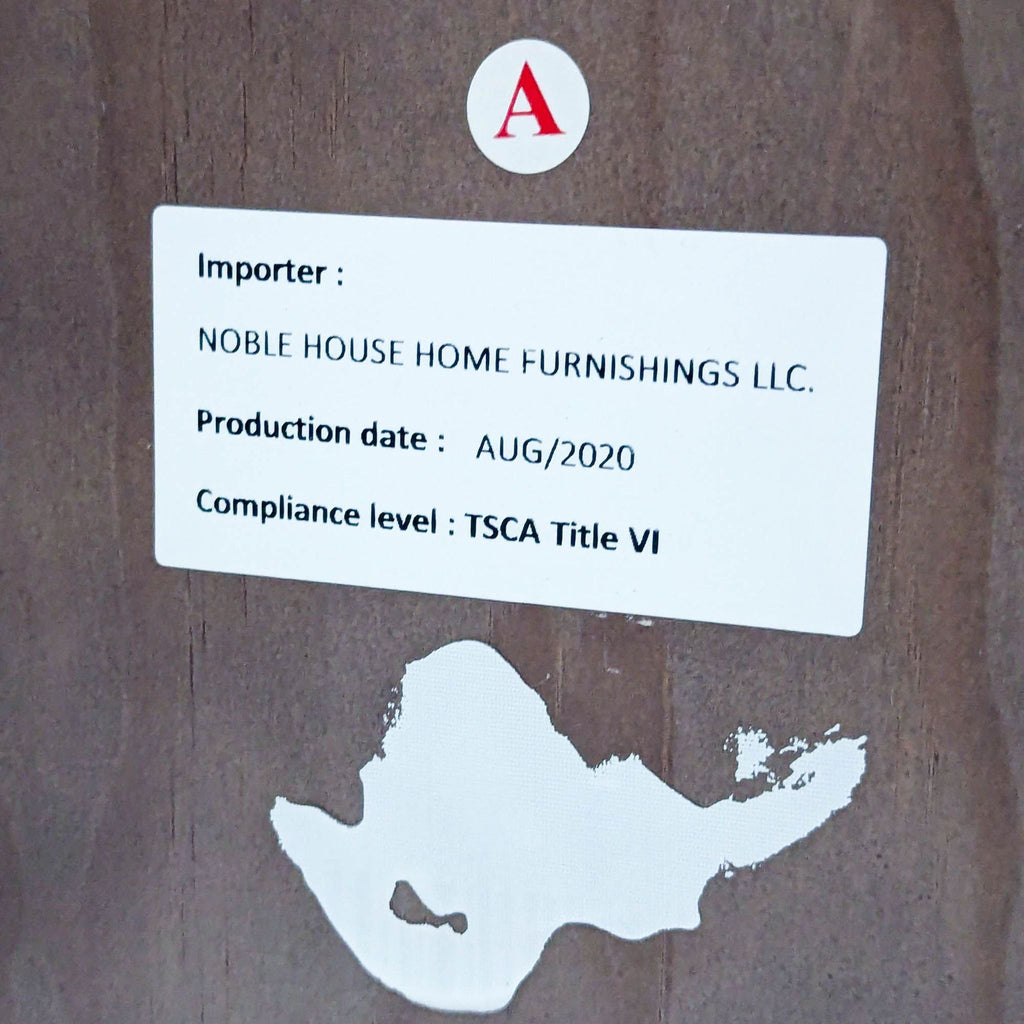 A
Importer :
NOBLE HOUSE HOME FURNISHINGS LLC.
Production date : AUG/2020
Compliance level : TSCA Title VI